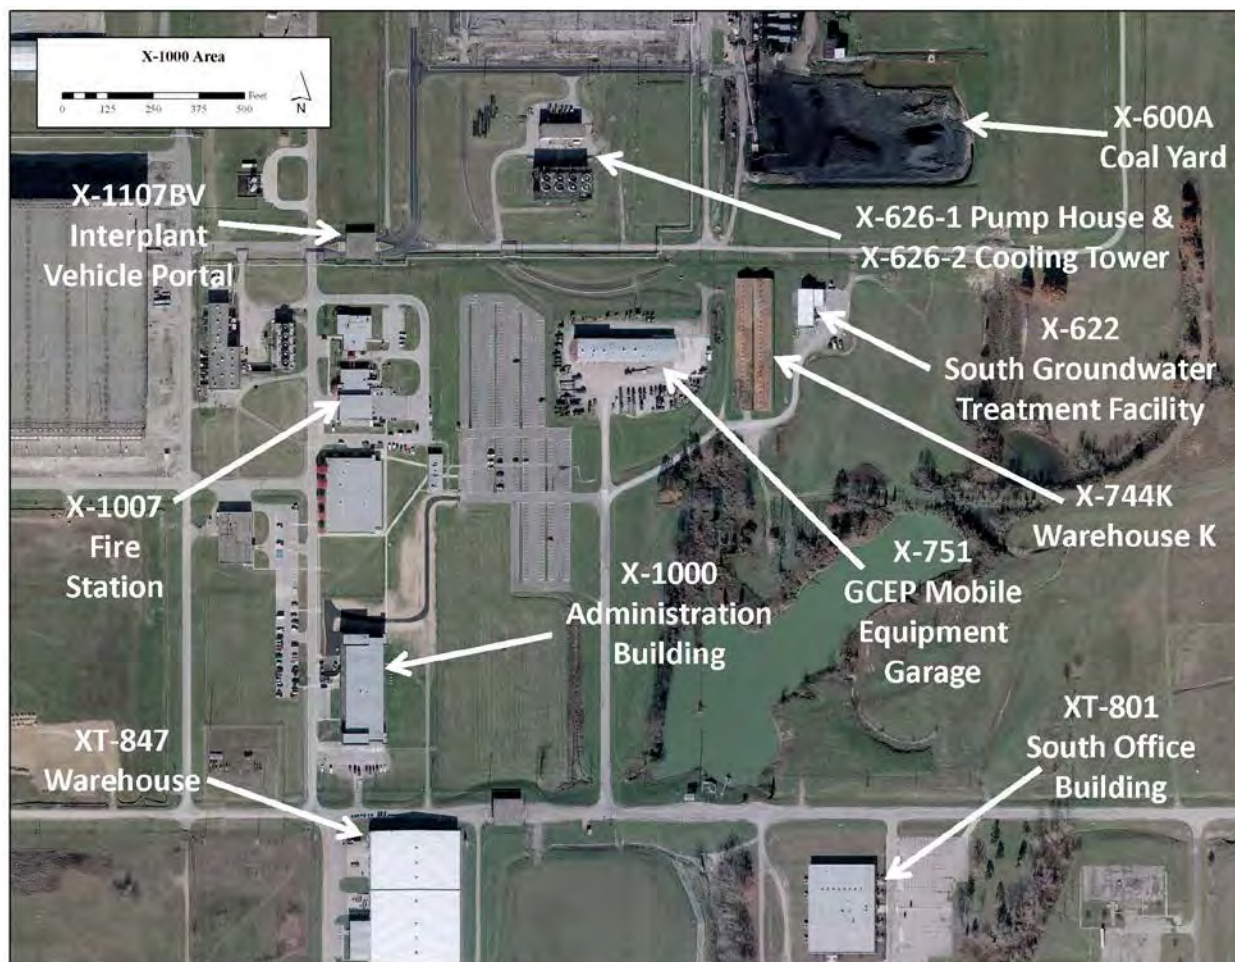 X-1000 Area
0 125 250 375 500
Feet
N
X-600A
Coal Yard
X-1107BV
Interplant
Vehicle Portal
X-626-1 Pump House &
X-626-2 Cooling Tower
X-622
South Groundwater
Treatment Facility
X-1007
Fire
Station
X-744K
Warehouse K
X-751
GCEP Mobile
Equipment
Garage
X-1000
Administration
Building
XT-847
Warehouse
XT-801
South Office
Building